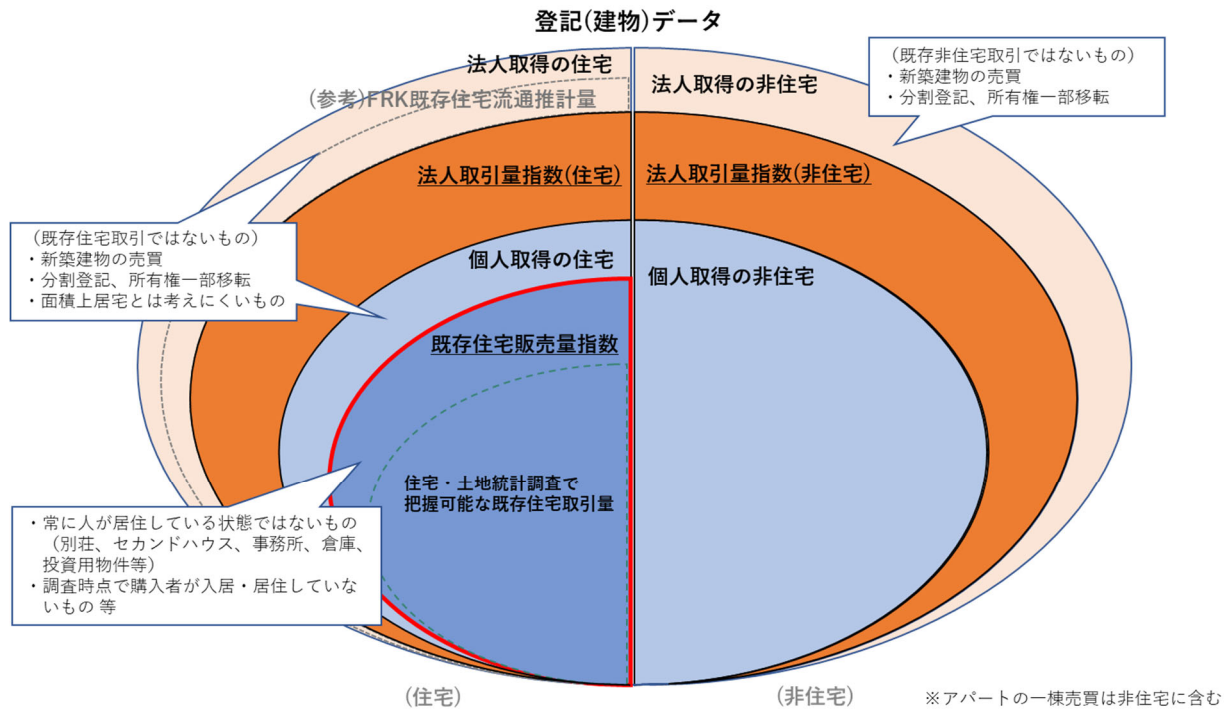 登記(建物)データ
法人取得の住宅
(参考)FRK既存住宅流通推計量
法人取得の非住宅
(既存非住宅取引ではないもの)
・新築建物の売買
・分割登記、所有権一部移転
法人取引量指数(住宅)
法人取引量指数(非住宅)
(既存住宅取引ではないもの)
・新築建物の売買
・分割登記、所有権一部移転
・面積上居宅とは考えにくいもの
個人取得の住宅
個人取得の非住宅
既存住宅販売量指数
住宅・土地統計調査で
把握可能な既存住宅取引量
・常に人が居住している状態ではないもの
(別荘、セカンドハウス、事務所、倉庫、
投資用物件等)
・調査時点で購入者が入居・居住していな
いもの 等
(住宅)
(非住宅)
※アパートの一棟売買は非住宅に含む